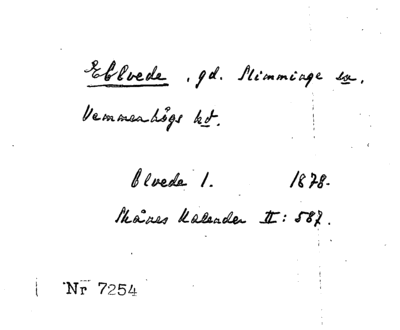 Elvede, gd. Slimminge sn,
Vemmenhögs hd.
Elvede 1. 1878.
Skånes Kalender II: 587.
Nr 7254